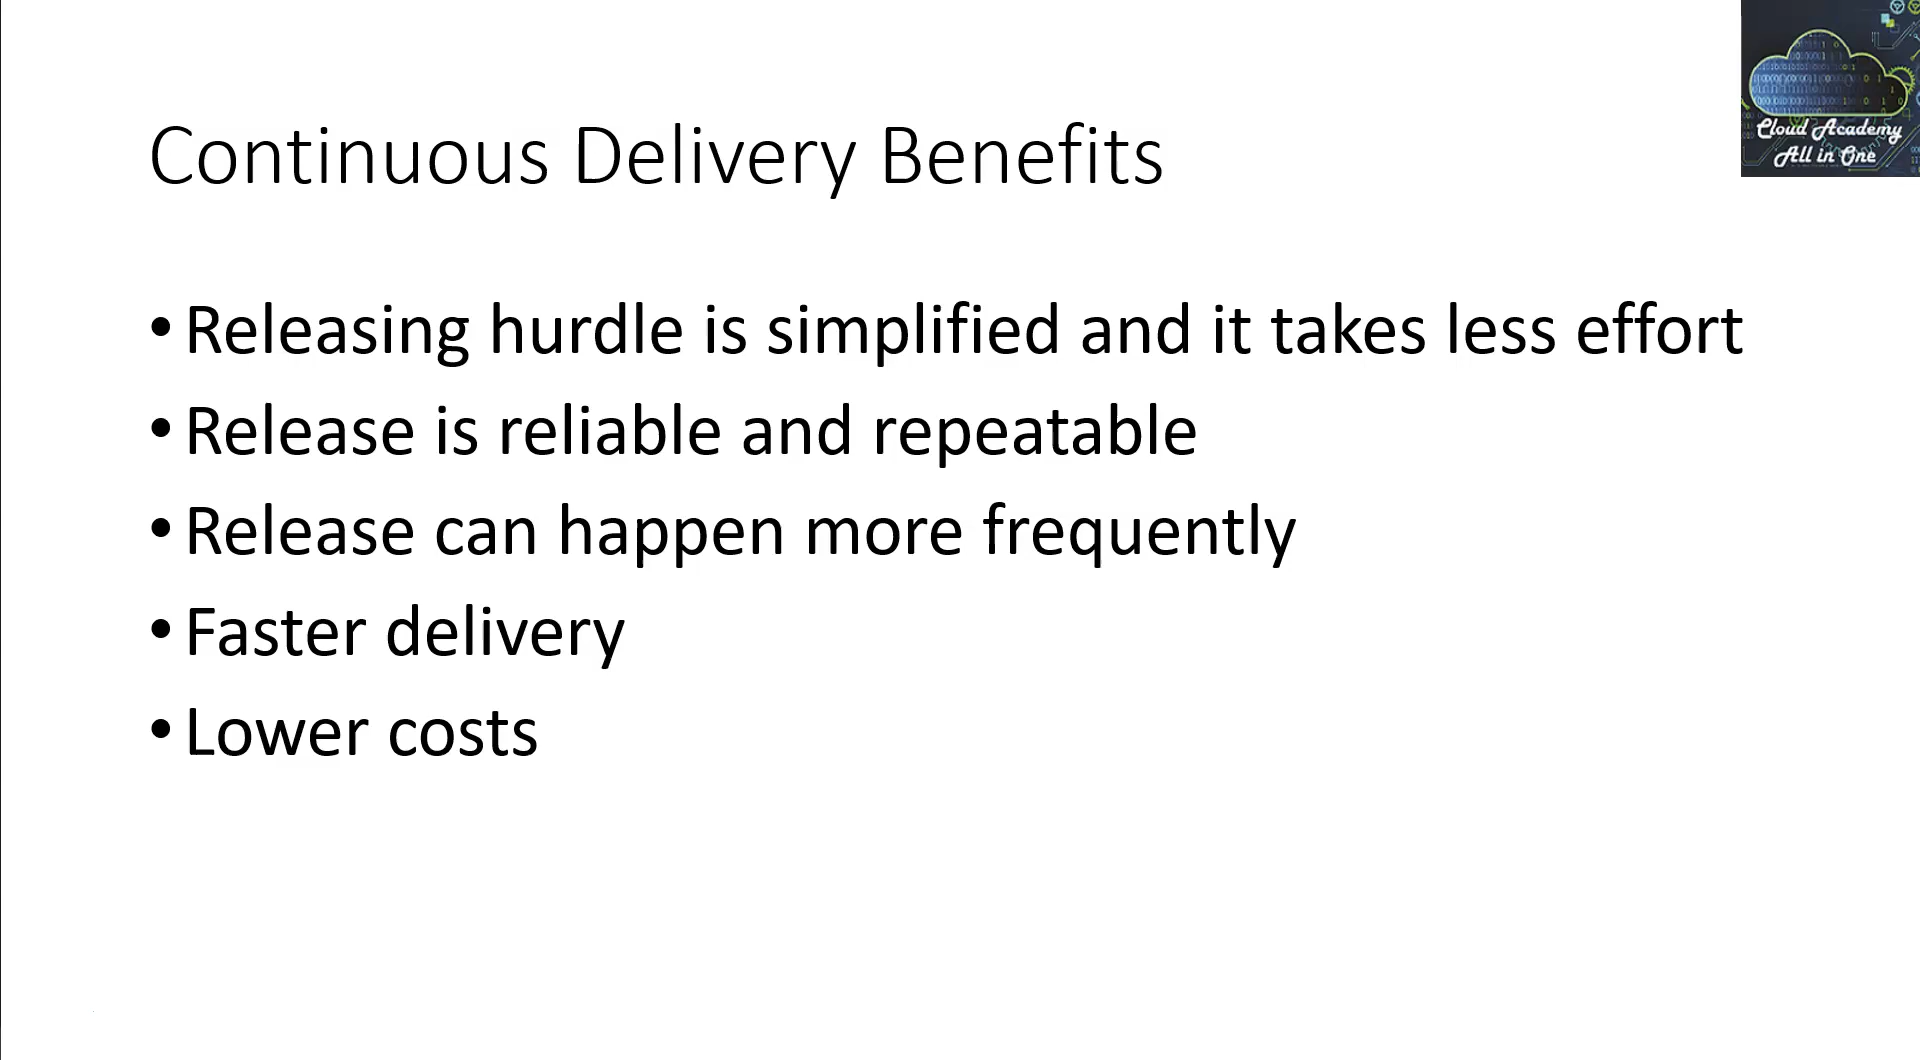 Continuous Delivery Benefits
Cloud Academy
All in One
• Releasing hurdle is simplified and it takes less effort
• Release is reliable and repeatable
• Release can happen more frequently
• Faster delivery
• Lower costs